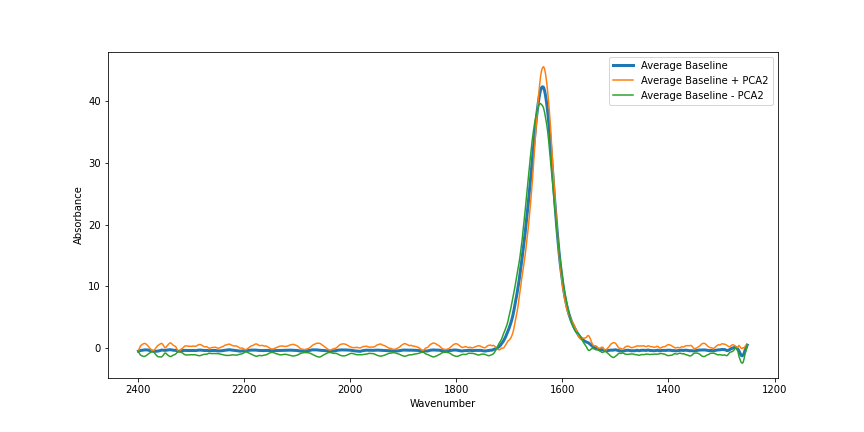 Average Baseline
Average Baseline + PCA2
Average Baseline - PCA2
Absorbance
40
30
20
10
0
2400 2200 2000 1800 1600 1400 1200
Wavenumber